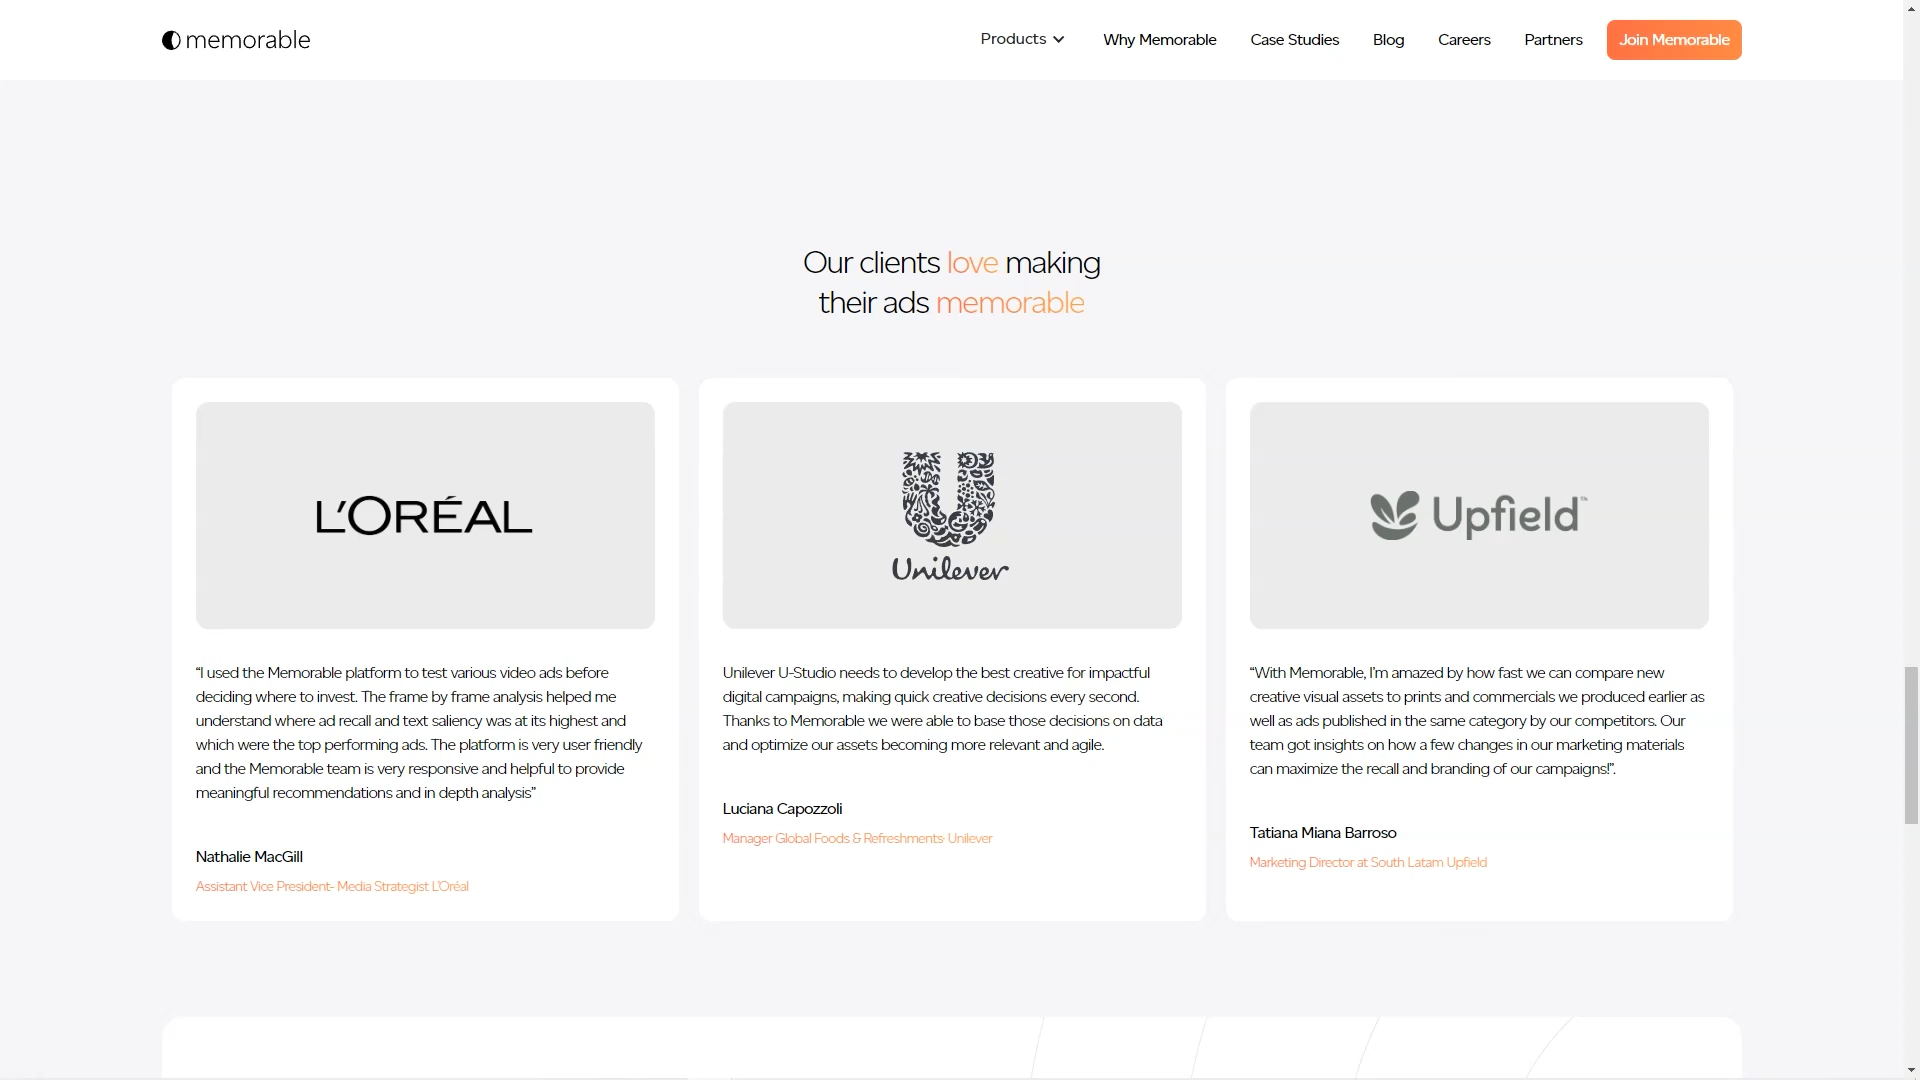 memorable
Products
Why Memorable
Case Studies
Blog
Careers
Partners
Join Memorable
Our clients love making
their ads memorable
L'ORÉAL
“I used the Memorable platform to test various video ads before
deciding where to invest. The frame by frame analysis helped me
understand where ad recall and text saliency was at its highest and
which were the top performing ads. The platform is very user friendly
and the Memorable team is very responsive and helpful to provide
meaningful recommendations and in depth analysis”
Nathalie MacGill
Assistant Vice President- Media Strategist L'Oréal
Unilever
Unilever U-Studio needs to develop the best creative for impactful
digital campaigns, making quick creative decisions every second.
Thanks to Memorable we were able to base those decisions on data
and optimize our assets becoming more relevant and agile.
Luciana Capozzoli
Manager Global Foods & Refreshments· Unilever
Upfield™
“With Memorable, I'm amazed by how fast we can compare new
creative visual assets to prints and commercials we produced earlier as
well as ads published in the same category by our competitors. Our
team got insights on how a few changes in our marketing materials
can maximize the recall and branding of our campaigns!”.
Tatiana Miana Barroso
Marketing Director at South Latam Upfield